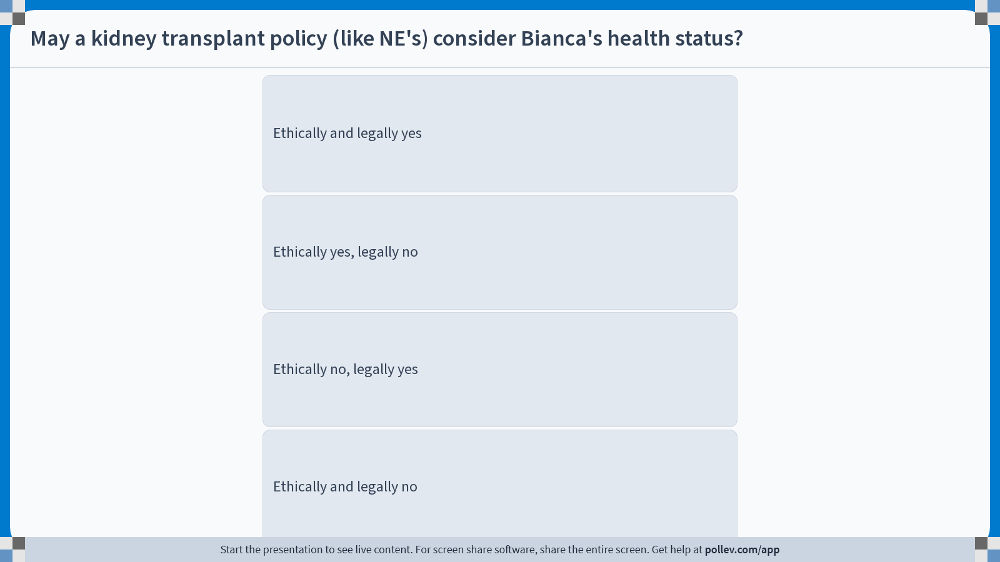 May a kidney transplant policy (like NE's) consider Bianca's health status?
Ethically and legally yes
Ethically yes, legally no
Ethically no, legally yes
Ethically and legally no
Start the presentation to see live content. For screen share software, share the entire screen. Get help at pollev.com/app